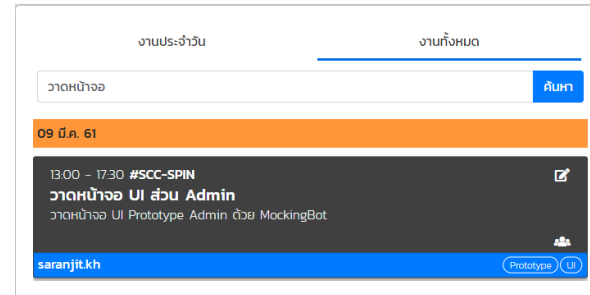 งานประจำวัน
งานทั้งหมด
วาดหน้าจอ
ค้นหา
09 มี.ค. 61
13:00 - 17:30 #SCC-SPIN
วาดหน้าจอ UI ส่วน Admin
วาดหน้าจอ UI Prototype Admin ด้วย MockingBot
saranjit.kh
Prototype
UI